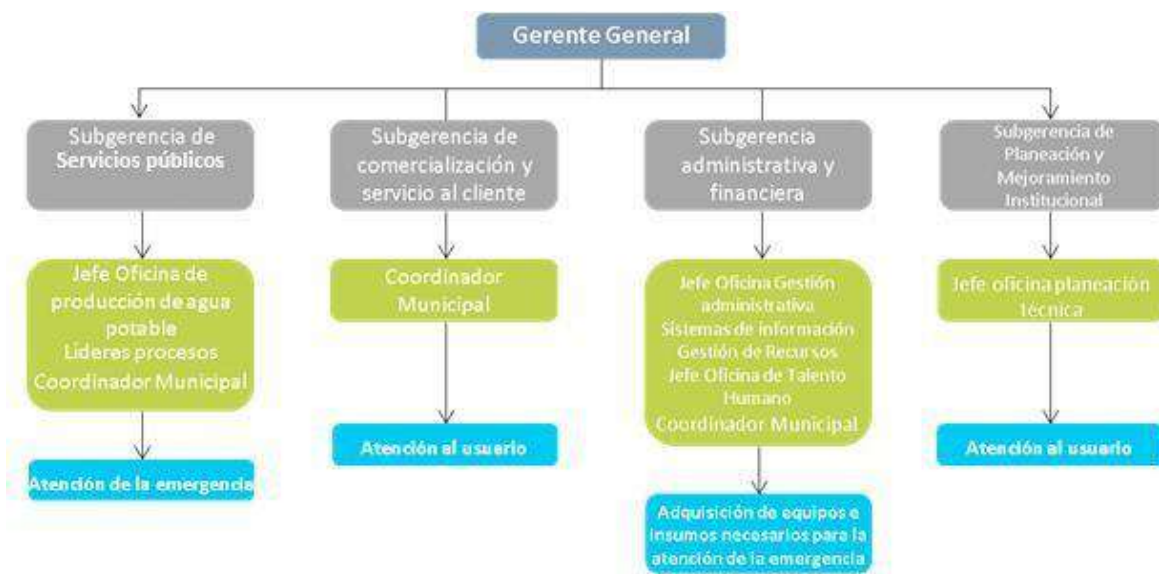 Gerente General
Subgerencia de
Servicios públicos
Jefe Oficina de
producción de agua
potable
Lideres procesos
Coordinador Municipal
Atención de la emergencia
Subgerencia de
comercialización y
servicio al cliente
Coordinador
Municipal
Atención al usuario
Subgerencia
administrativa y
financiera
Jefe Oficina Gestión
administrativa
Sistemas de información
Gestión de Recursos
Jefe Oficina de Talento
Humano
Coordinador Municipal
Adquisición de equipos e
insumos necesarios para la
atención de la emergencia
Subgerencia de
Planeación y
Mejoramiento
Institucional
Jefe oficina planeación
técnica
Atención al usuario